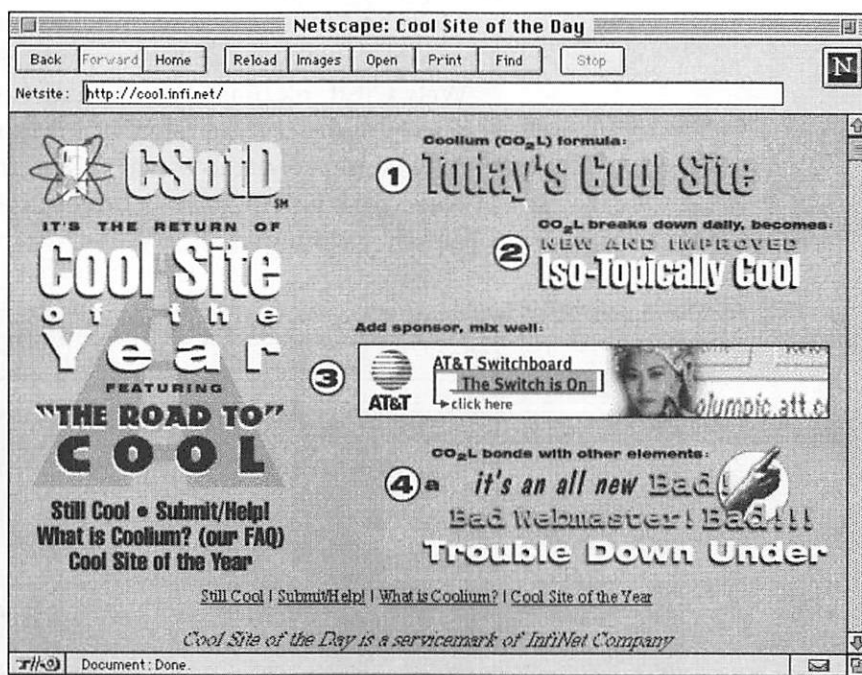 Netscape: Cool Site of the Day
Back Forward Home Reload Images Open Print Find Stop
N
Netsite: http://cool.infi.net/
CSotD SM
IT'S THE RETURN OF
Cool Site
of the
Year
FEATURING
"THE ROAD TO"
COOL
Still Cool • Submit/Help!
What is Coolium? (our FAQ)
Cool Site of the Year
Coolium (CO₂L) formula:
1 Today's Cool Site
CO₂L breaks down daily, becomes:
2 NEW AND IMPROVED
Iso-Topically Cool
Add sponsor, mix well:
3
AT&T
AT&T Switchboard
The Switch is On
click here
olympic.att.c
CO₂L bonds with other elements:
4 a it's an all new Bad!
Bad Webmaster! Bad!!!
Trouble Down Under
Still Cool | Submit/Help! | What is Coolium? | Cool Site of the Year
Cool Site of the Day is a servicemark of InfiNet Company
Document: Done.